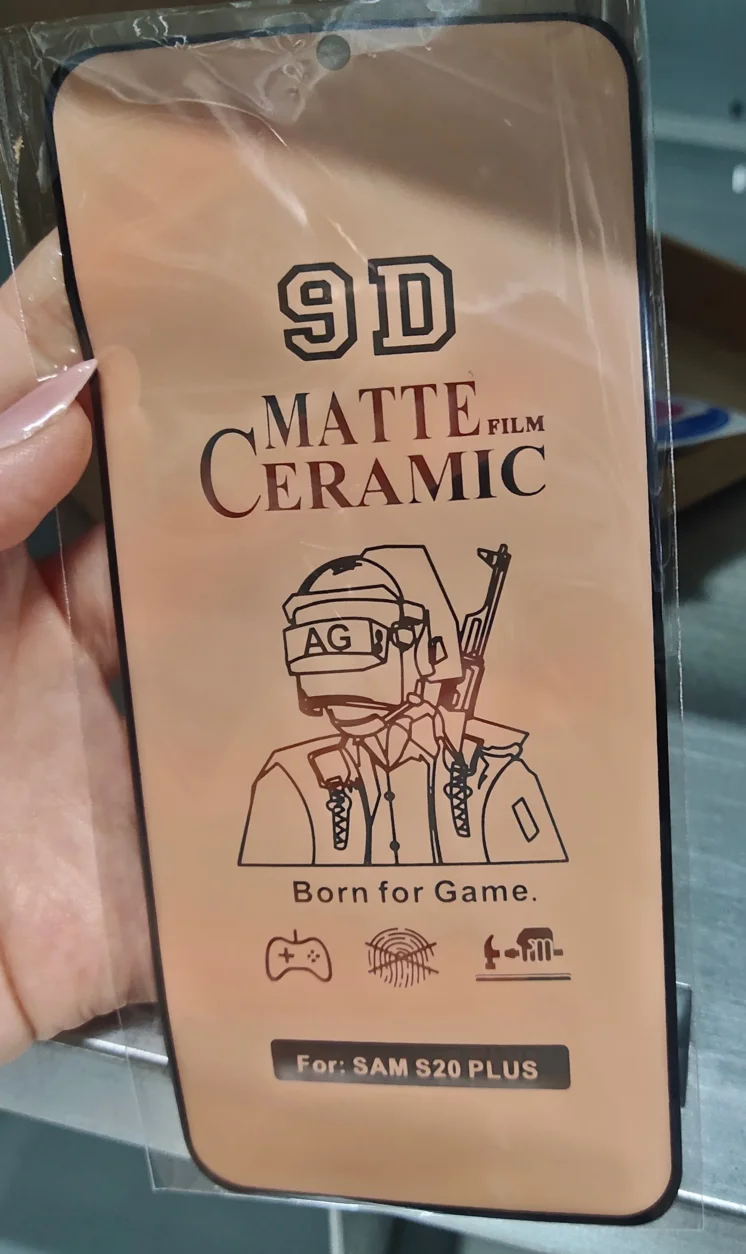 9D
MATTE FILM
CERAMIC
AG
Born for Game.
For: SAM S20 PLUS